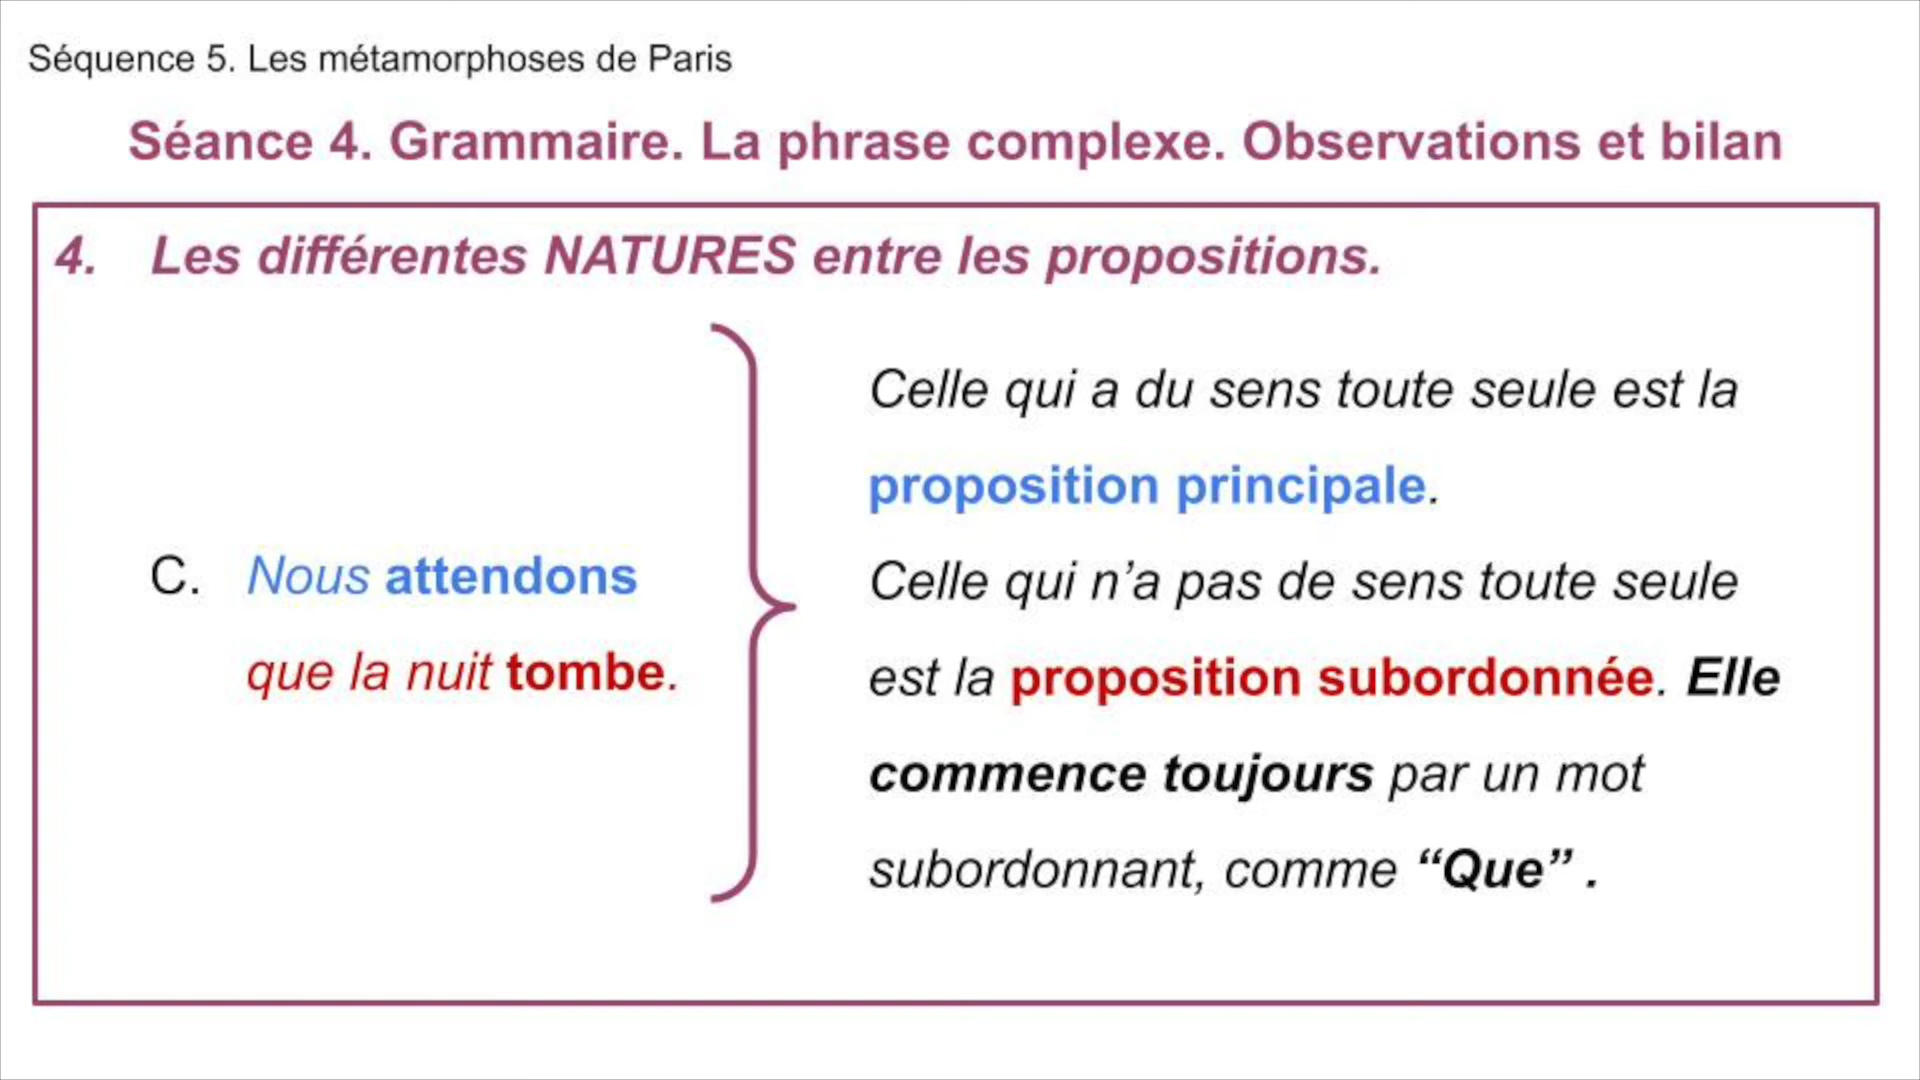 Séquence 5. Les métamorphoses de Paris
Séance 4. Grammaire. La phrase complexe. Observations et bilan
4. Les différentes NATURES entre les propositions.
C. Nous attendons
que la nuit tombe.
Celle qui a du sens toute seule est la
proposition principale.
Celle qui n’a pas de sens toute seule
est la proposition subordonnée. Elle
commence toujours par un mot
subordonnant, comme “Que” .